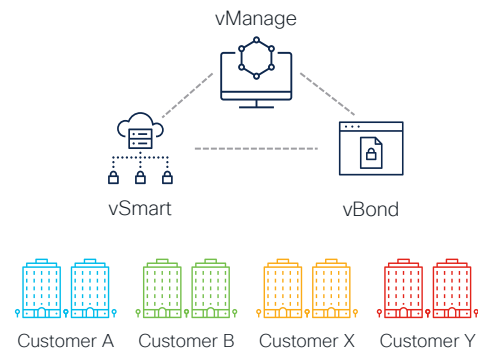 vManage
vSmart
vBond
Customer A
Customer B
Customer X
Customer Y